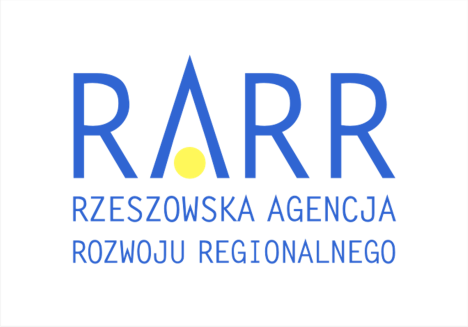 RARR
RZESZOWSKA AGENCJA
ROZWOJU REGIONALNEGO